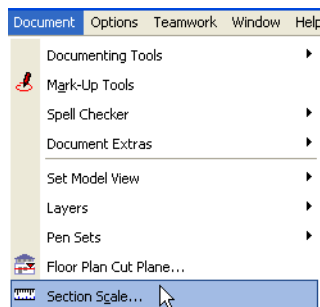 Document Options Teamwork Window Help
Documenting Tools
Mark-Up Tools
Spell Checker
Document Extras
Set Model View
Layers
Pen Sets
Floor Plan Cut Plane...
Section Scale...